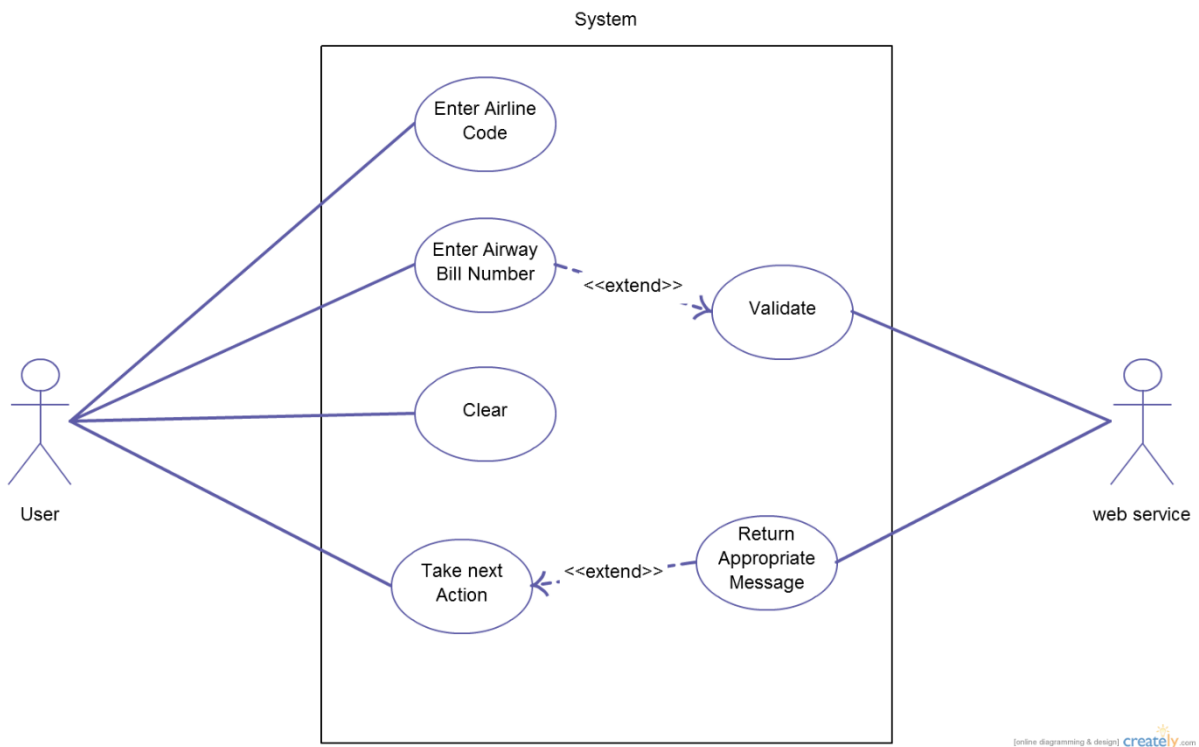 System
Enter Airline
Code
Enter Airway
Bill Number
<<extend>>
Validate
Clear
User
web service
Return
Appropriate
Message
Take next
Action
<<extend>>
[online diagramming & design] creately.com